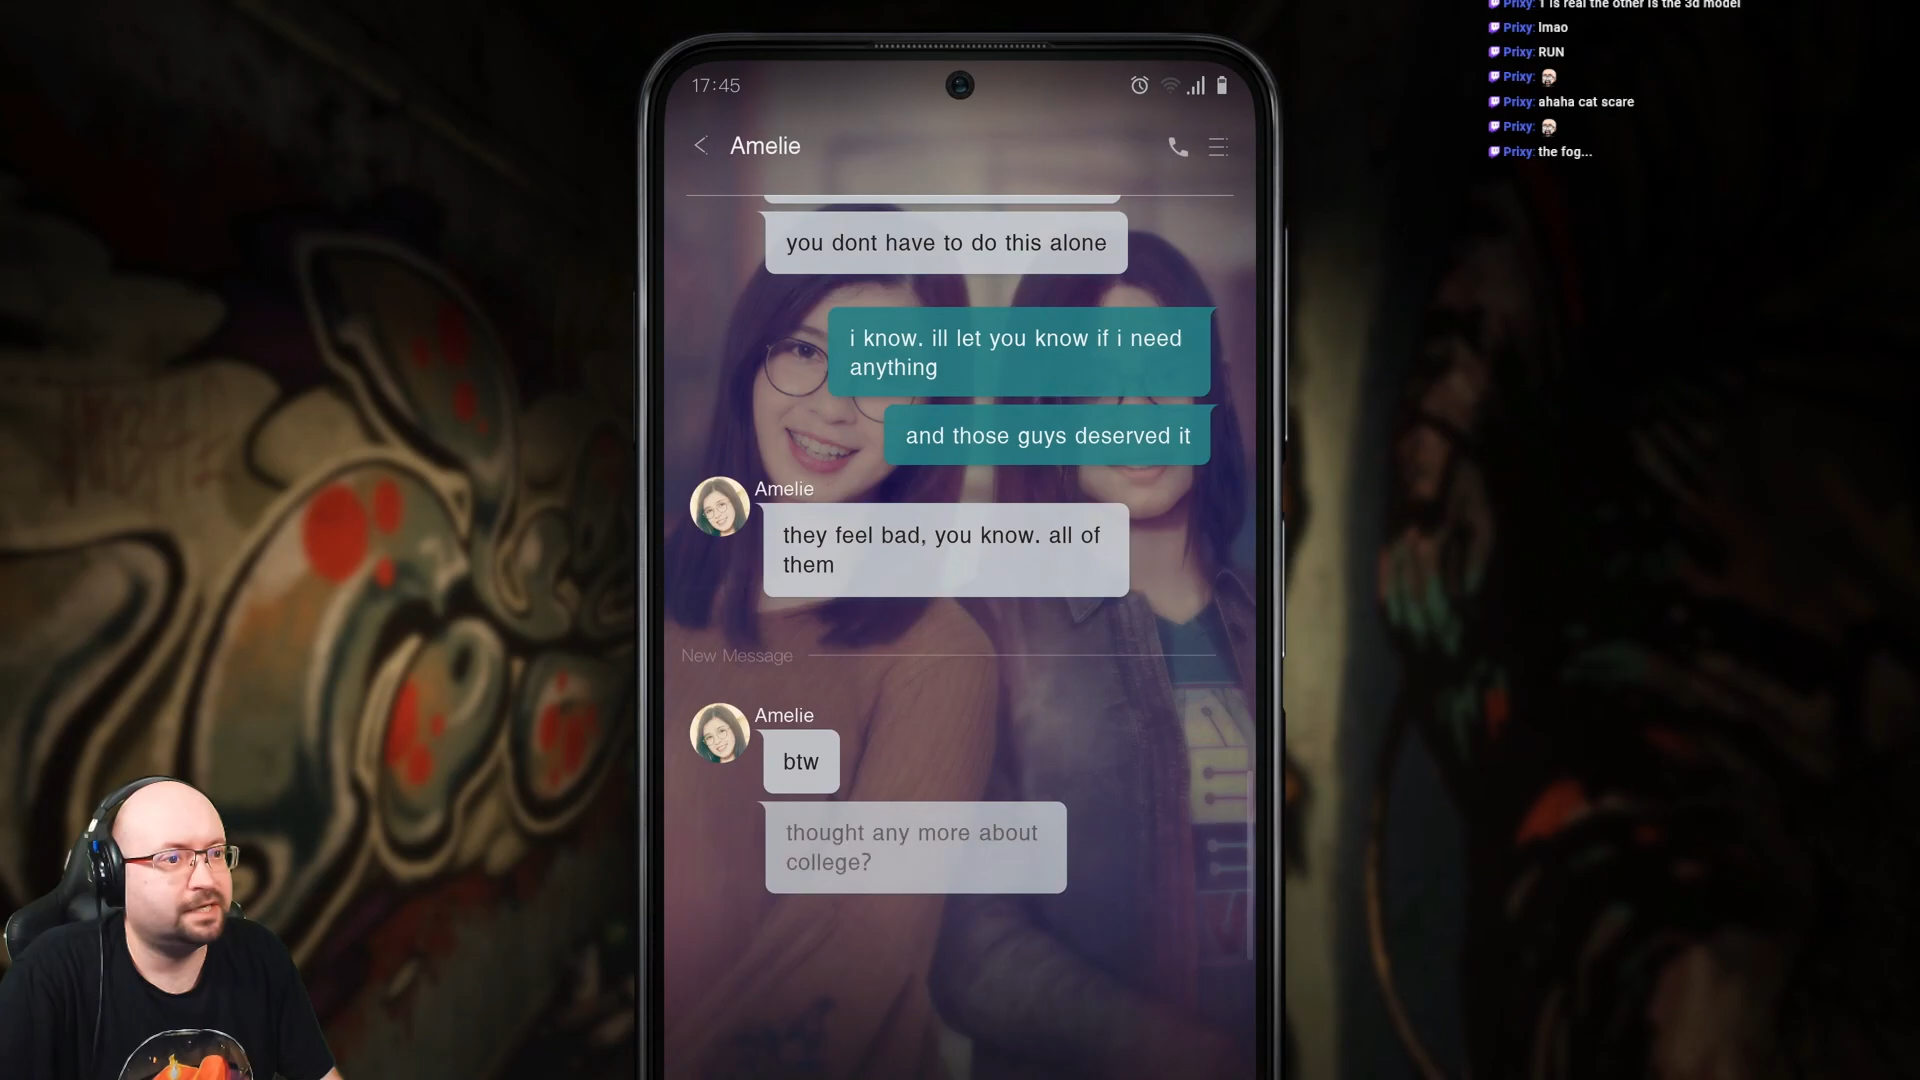 Prixy: 1 is real the other is the 3d model
Prixy: lmao
Prixy: RUN
Prixy:
Prixy: ahaha cat scare
Prixy:
Prixy: the fog...
17:45
Amelie
you dont have to do this alone
i know. ill let you know if i need
anything
and those guys deserved it
Amelie
they feel bad, you know. all of
them
New Message
Amelie
btw
thought any more about
college?